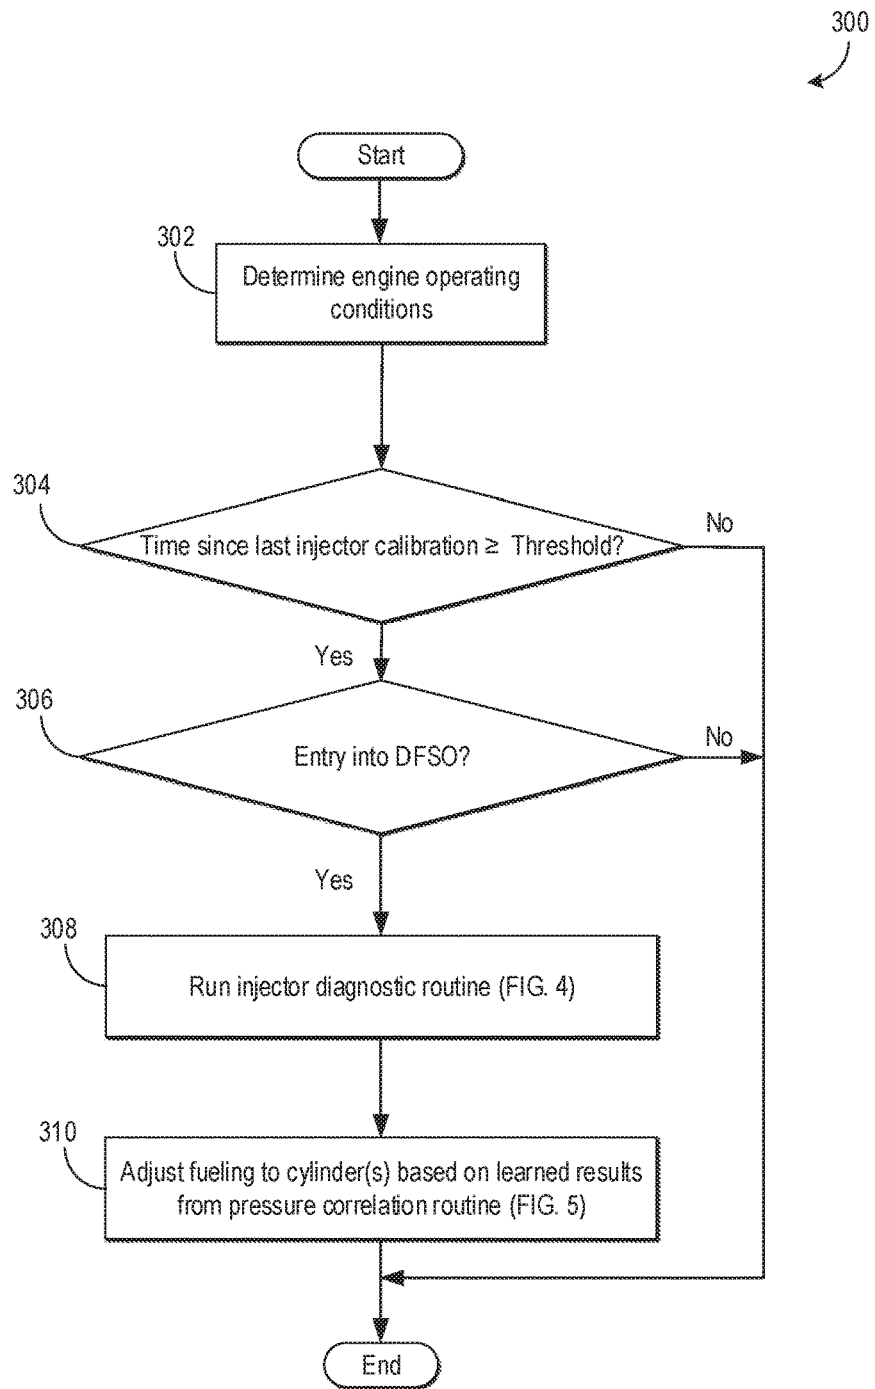 300
Start
302
Determine engine operating
conditions
304
Time since last injector calibration ≥ Threshold?
No
Yes
306
Entry into DFSO?
No
Yes
308
Run injector diagnostic routine (FIG. 4)
310
Adjust fueling to cylinder(s) based on learned results
from pressure correlation routine (FIG. 5)
End